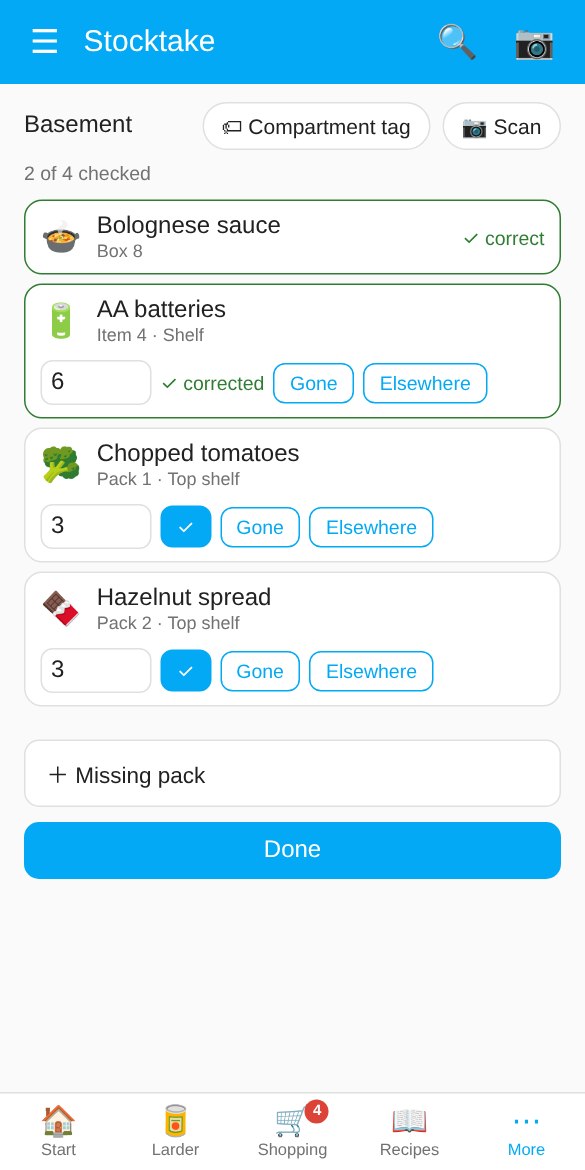 ☰ Stocktake 🔍 📷
Basement 🏷 Compartment tag 📷 Scan
2 of 4 checked
Bolognese sauce
Box 8
✓ correct
AA batteries
Item 4 · Shelf
6 ✓ corrected Gone Elsewhere
Chopped tomatoes
Pack 1 · Top shelf
3 ✓ Gone Elsewhere
Hazelnut spread
Pack 2 · Top shelf
3 ✓ Gone Elsewhere
+ Missing pack
Done
4
Start Larder Shopping Recipes More